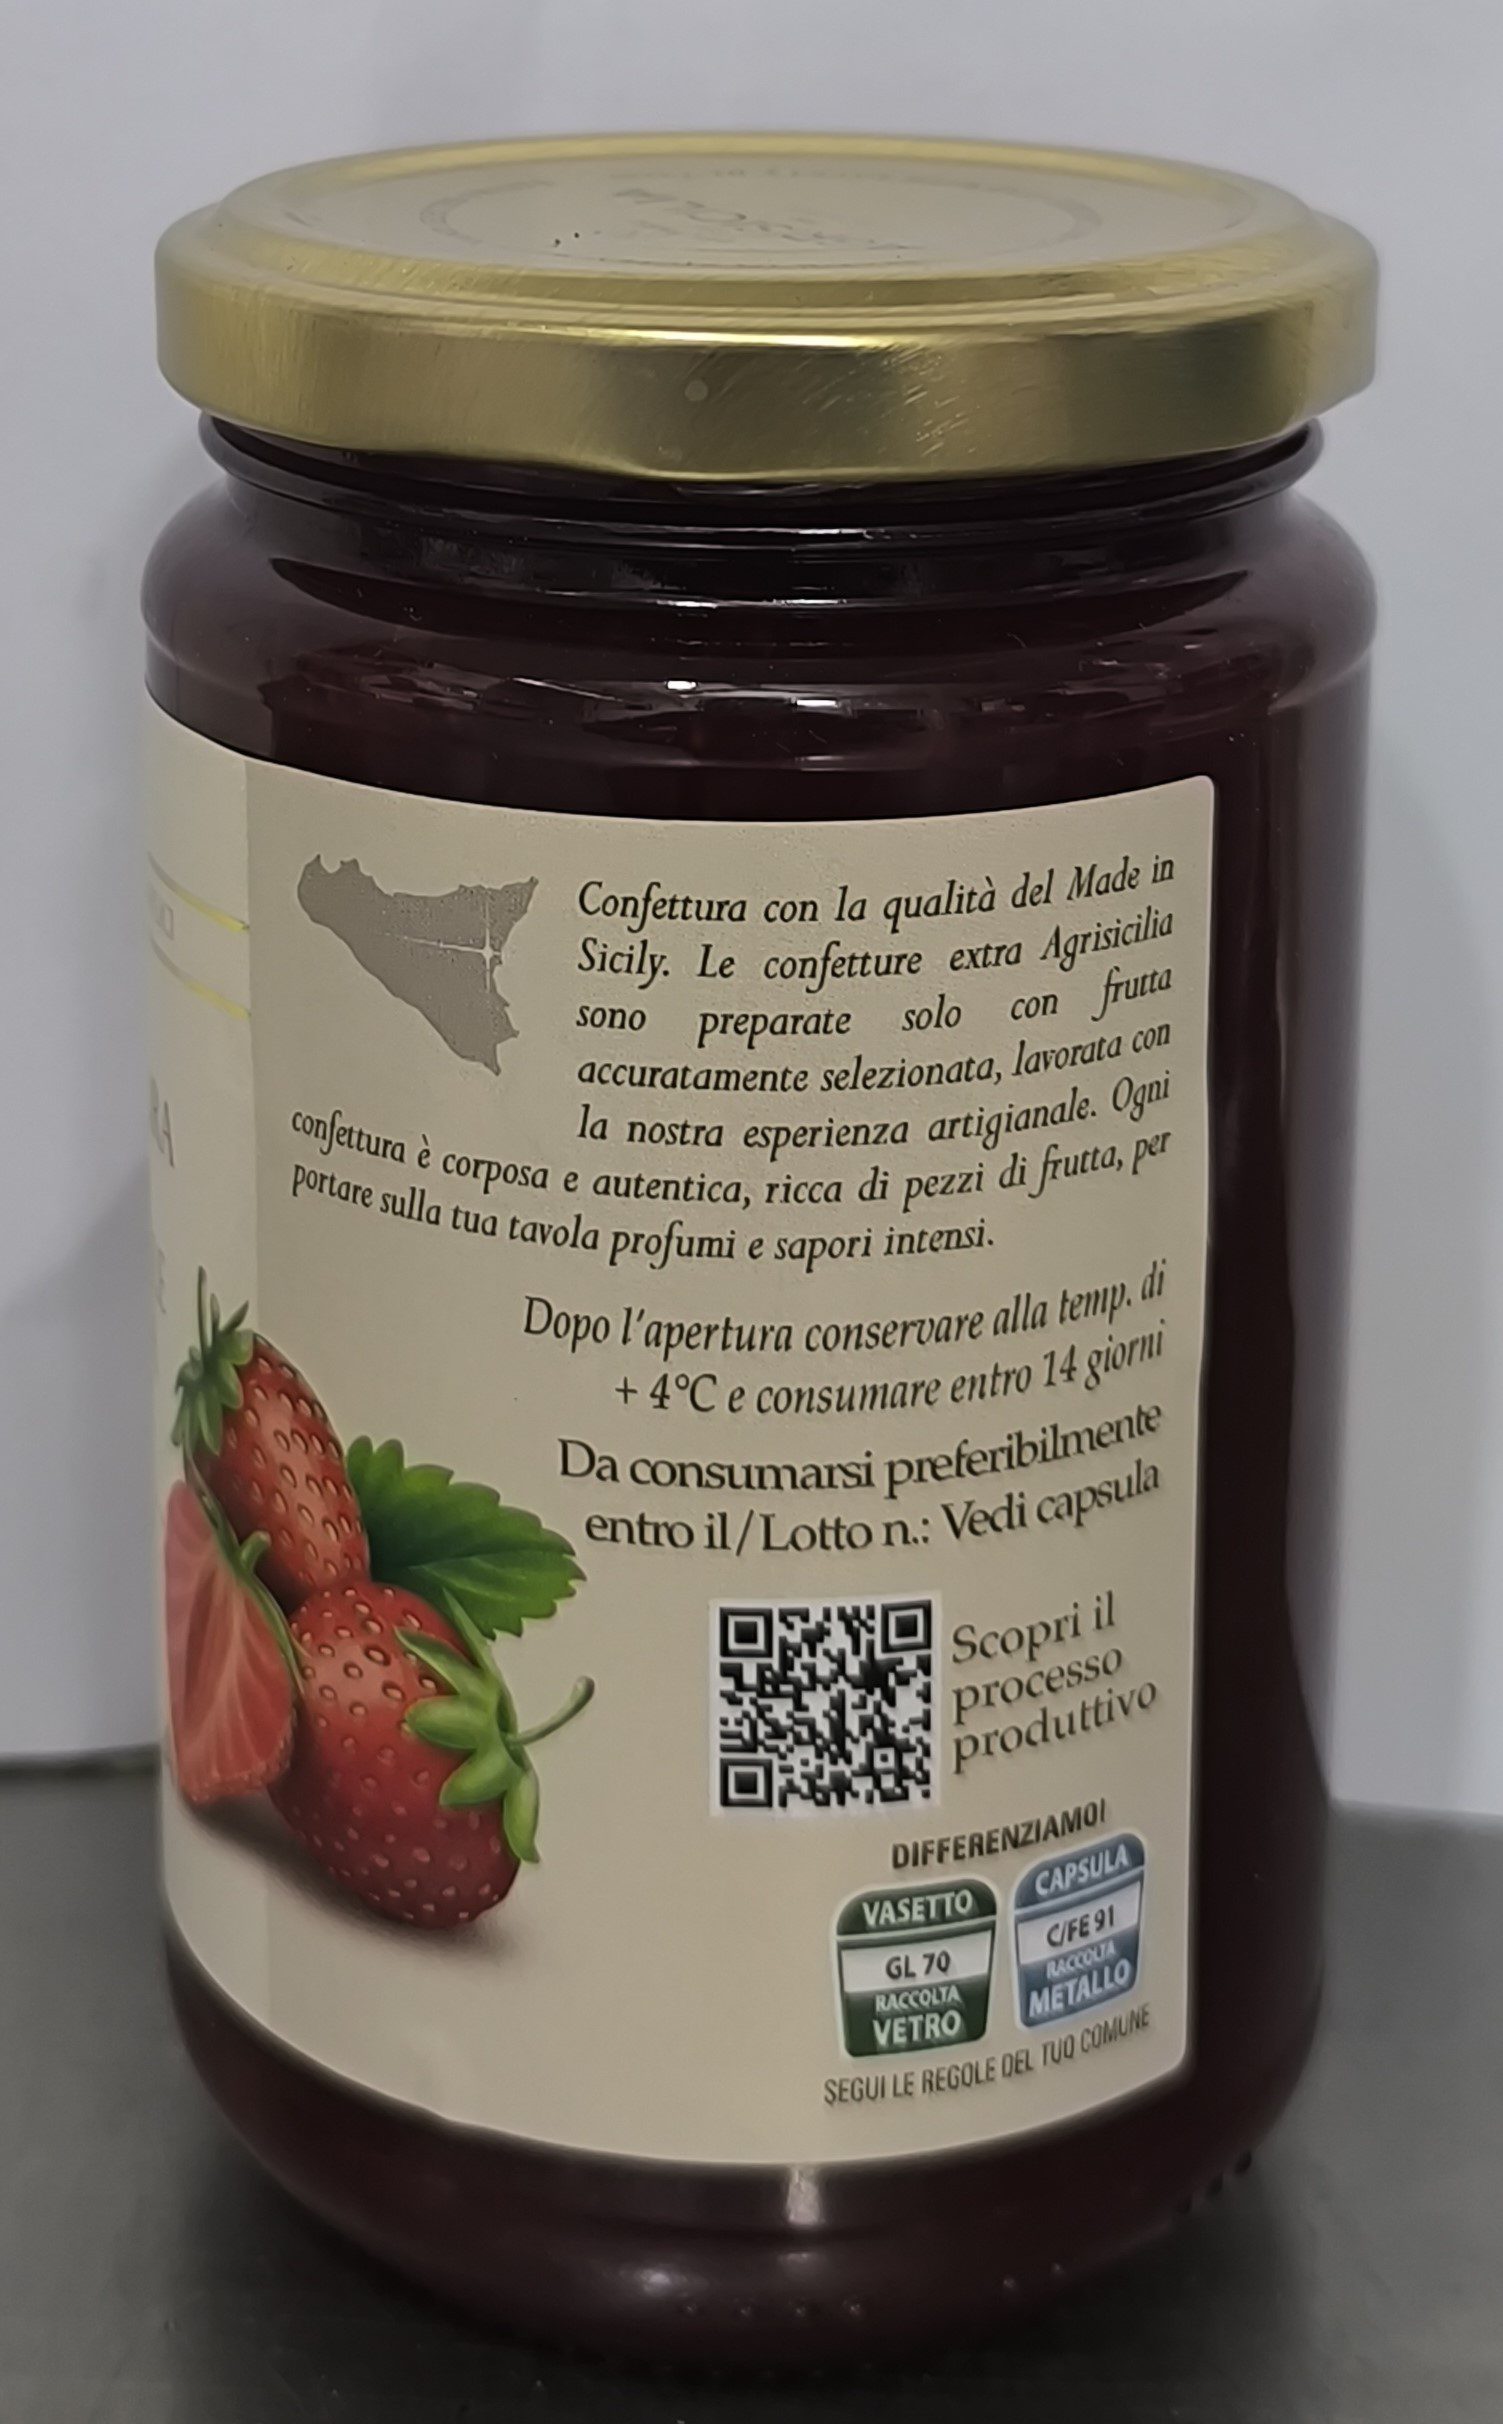 Confettura con la qualità del Made in
Sicily. Le confetture extra Agrisicilia
sono preparate solo con frutta
accuratamente selezionata, lavorata con
la nostra esperienza artigianale. Ogni
confettura è corposa e autentica, ricca di pezzi di frutta, per
portare sulla tua tavola profumi e sapori intensi.
Dopo l'apertura conservare alla temp. di
+ 4°C e consumare entro 14 giorni
Da consumarsi preferibilmente
entro il/Lotto n.: Vedi capsula
Scopri il
processo
produttivo
DIFFERENZIAMOI
VASETTO
GL 70
RACCOLTA
VETRO
CAPSULA
C/FE 91
RACCOLTA
METALLO
SEGUI LE REGOLE DEL TUO COMUNE